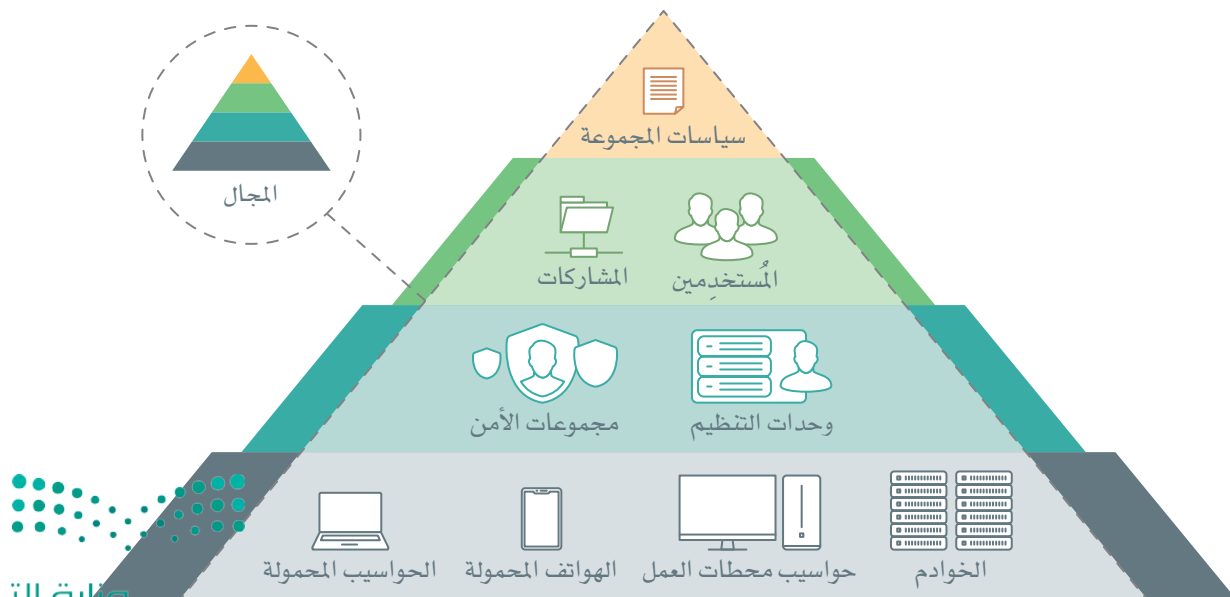 سياسات المجموعة
المجال
المُستخدِمين
المشاركات
وحدات التنظيم
مجموعات الأمن
الخوادم
حواسيب محطات العمل
الهواتف المحمولة
الحواسيب المحمولة